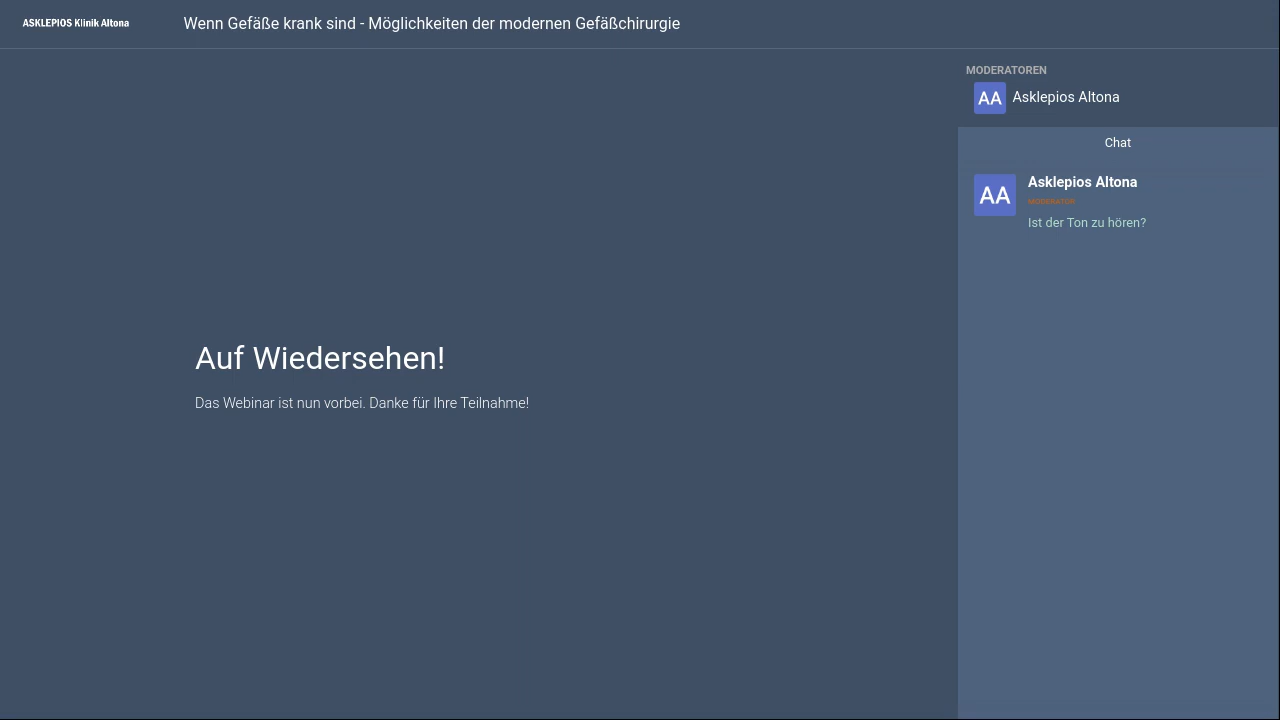 ASKLEPIOS Klinik Altona
Wenn Gefäße krank sind - Möglichkeiten der modernen Gefäßchirurgie
MODERATOREN
AA Asklepios Altona
Chat
AA Asklepios Altona
MODERATOR
Ist der Ton zu hören?
Auf Wiedersehen!
Das Webinar ist nun vorbei. Danke für Ihre Teilnahme!